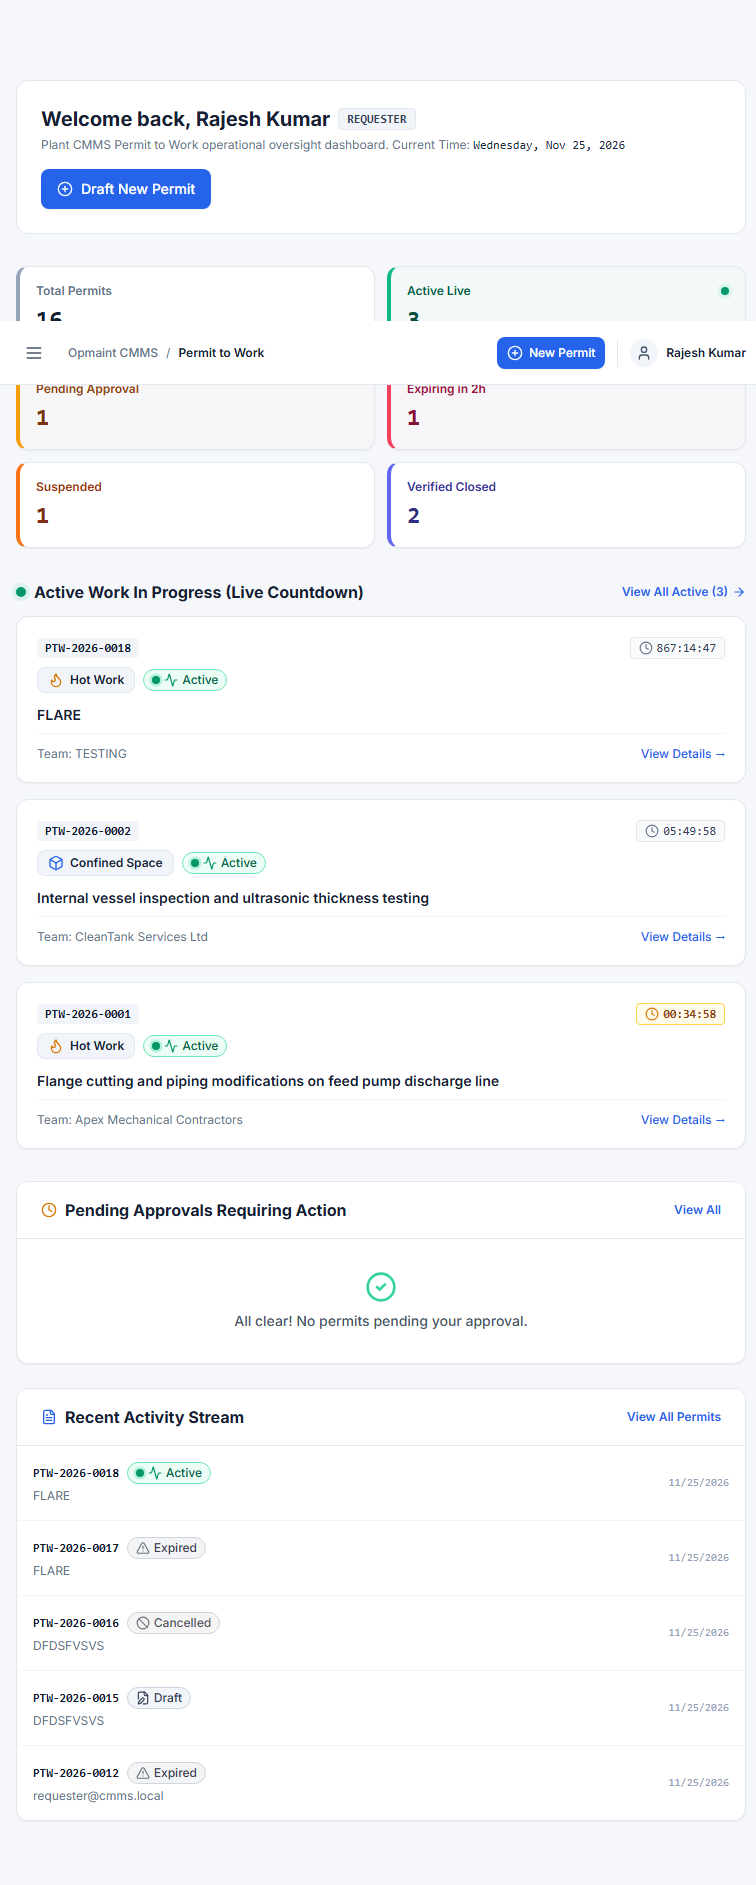 Welcome back, Rajesh Kumar REQUESTER
Plant CMMS Permit to Work operational oversight dashboard. Current Time: Wednesday, Nov 25, 2026
Draft New Permit
Total Permits
16
Active Live
3
Opmaint CMMS / Permit to Work
New Permit
Rajesh Kumar
Pending Approval
1
Expiring in 2h
1
Suspended
1
Verified Closed
2
Active Work In Progress (Live Countdown)
View All Active (3) →
PTW-2026-0018
867:14:47
Hot Work Active
FLARE
Team: TESTING
View Details →
PTW-2026-0002
05:49:58
Confined Space Active
Internal vessel inspection and ultrasonic thickness testing
Team: CleanTank Services Ltd
View Details →
PTW-2026-0001
00:34:58
Hot Work Active
Flange cutting and piping modifications on feed pump discharge line
Team: Apex Mechanical Contractors
View Details →
Pending Approvals Requiring Action
View All
All clear! No permits pending your approval.
Recent Activity Stream
View All Permits
PTW-2026-0018 Active
FLARE
11/25/2026
PTW-2026-0017 Expired
FLARE
11/25/2026
PTW-2026-0016 Cancelled
DFDSFVSVS
11/25/2026
PTW-2026-0015 Draft
DFDSFVSVS
11/25/2026
PTW-2026-0012 Expired
requester@cmms.local
11/25/2026